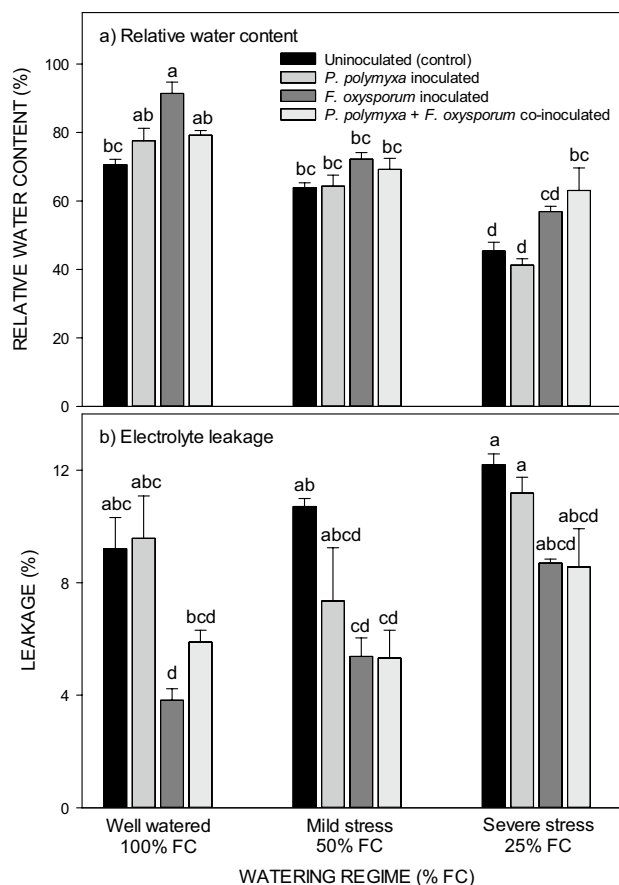 a) Relative water content
Uninoculated (control)
P. polymyxa inoculated
F. oxysporum inoculated
P. polymyxa + F. oxysporum co-inoculated
RELATIVE WATER CONTENT (%)
100
80
60
40
20
0
bc ab a ab
bc bc bc bc
d d cd bc
b) Electrolyte leakage
LEAKAGE (%)
12
8
4
0
abc abc d bcd
ab abcd cd cd
a a abcd abcd
Well watered Mild stress Severe stress
100% FC 50% FC 25% FC
WATERING REGIME (% FC)